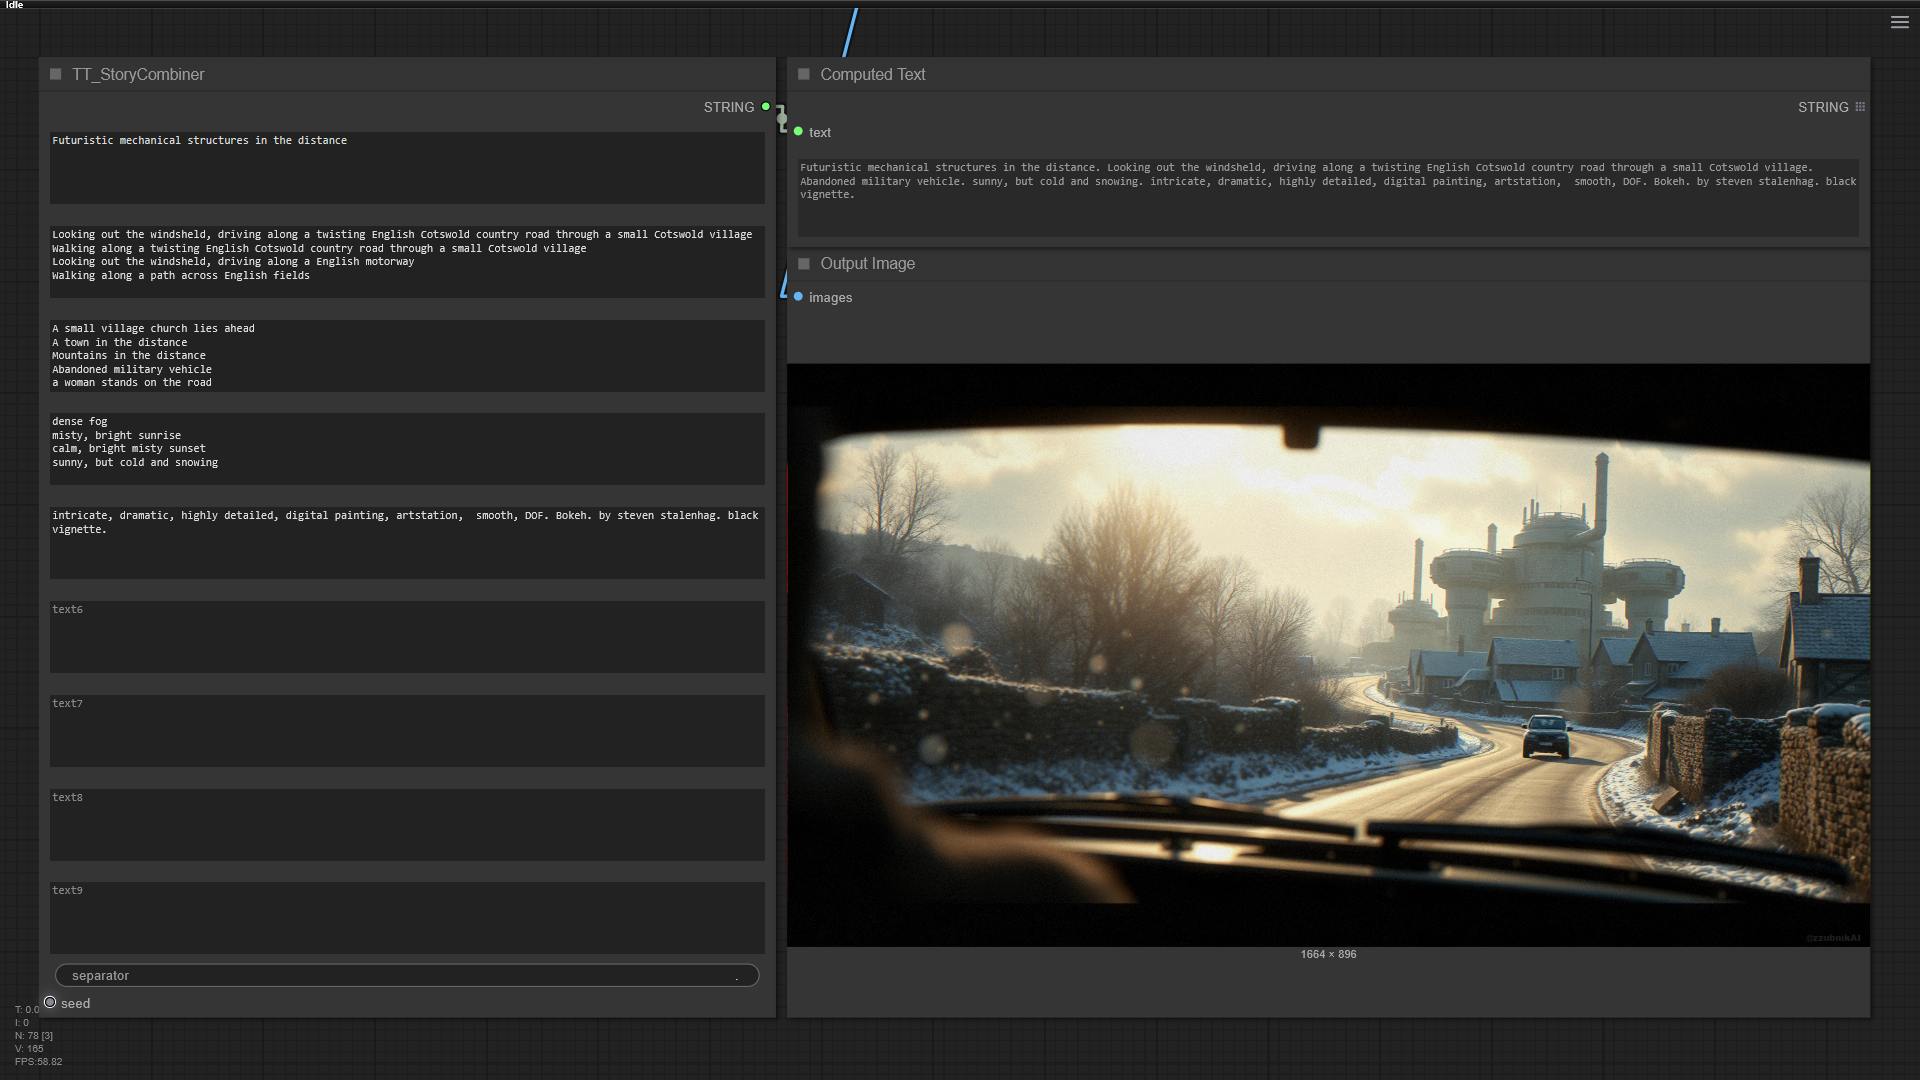 Idle
TT_StoryCombiner
STRING
Futuristic mechanical structures in the distance
Looking out the windsheld, driving along a twisting English Cotswold country road through a small Cotswold village
Walking along a twisting English Cotswold country road through a small Cotswold village
Looking out the windsheld, driving along a English motorway
Walking along a path across English fields
A small village church lies ahead
A town in the distance
Mountains in the distance
Abandoned military vehicle
a woman stands on the road
dense fog
misty, bright sunrise
calm, bright misty sunset
sunny, but cold and snowing
intricate, dramatic, highly detailed, digital painting, artstation,  smooth, DOF. Bokeh. by steven stalenhag. black
vignette.
text6
text7
text8
text9
separator .
seed
T: 0.0
I: 0
N: 78 [3]
V: 165
FPS:58.82
Computed Text
STRING
text
Futuristic mechanical structures in the distance. Looking out the windsheld, driving along a twisting English Cotswold country road through a small Cotswold village.
Abandoned military vehicle. sunny, but cold and snowing. intricate, dramatic, highly detailed, digital painting, artstation,  smooth, DOF. Bokeh. by steven stalenhag. black
vignette.
Output Image
images
@zzubnikAI
1664 × 896